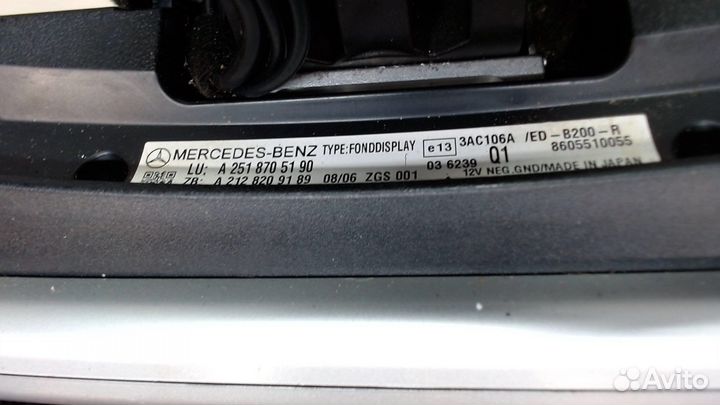 MERCEDES-BENZ TYPE:FONDDISPLAY e13 3AC106A /ED-B200-R
LU: A 251 870 51 90 03 6239 Q1 8605510055
ZB: A 212 820 91 89 08/06 ZGS 001 12V NEG.GND/MADE IN JAPAN
Avito